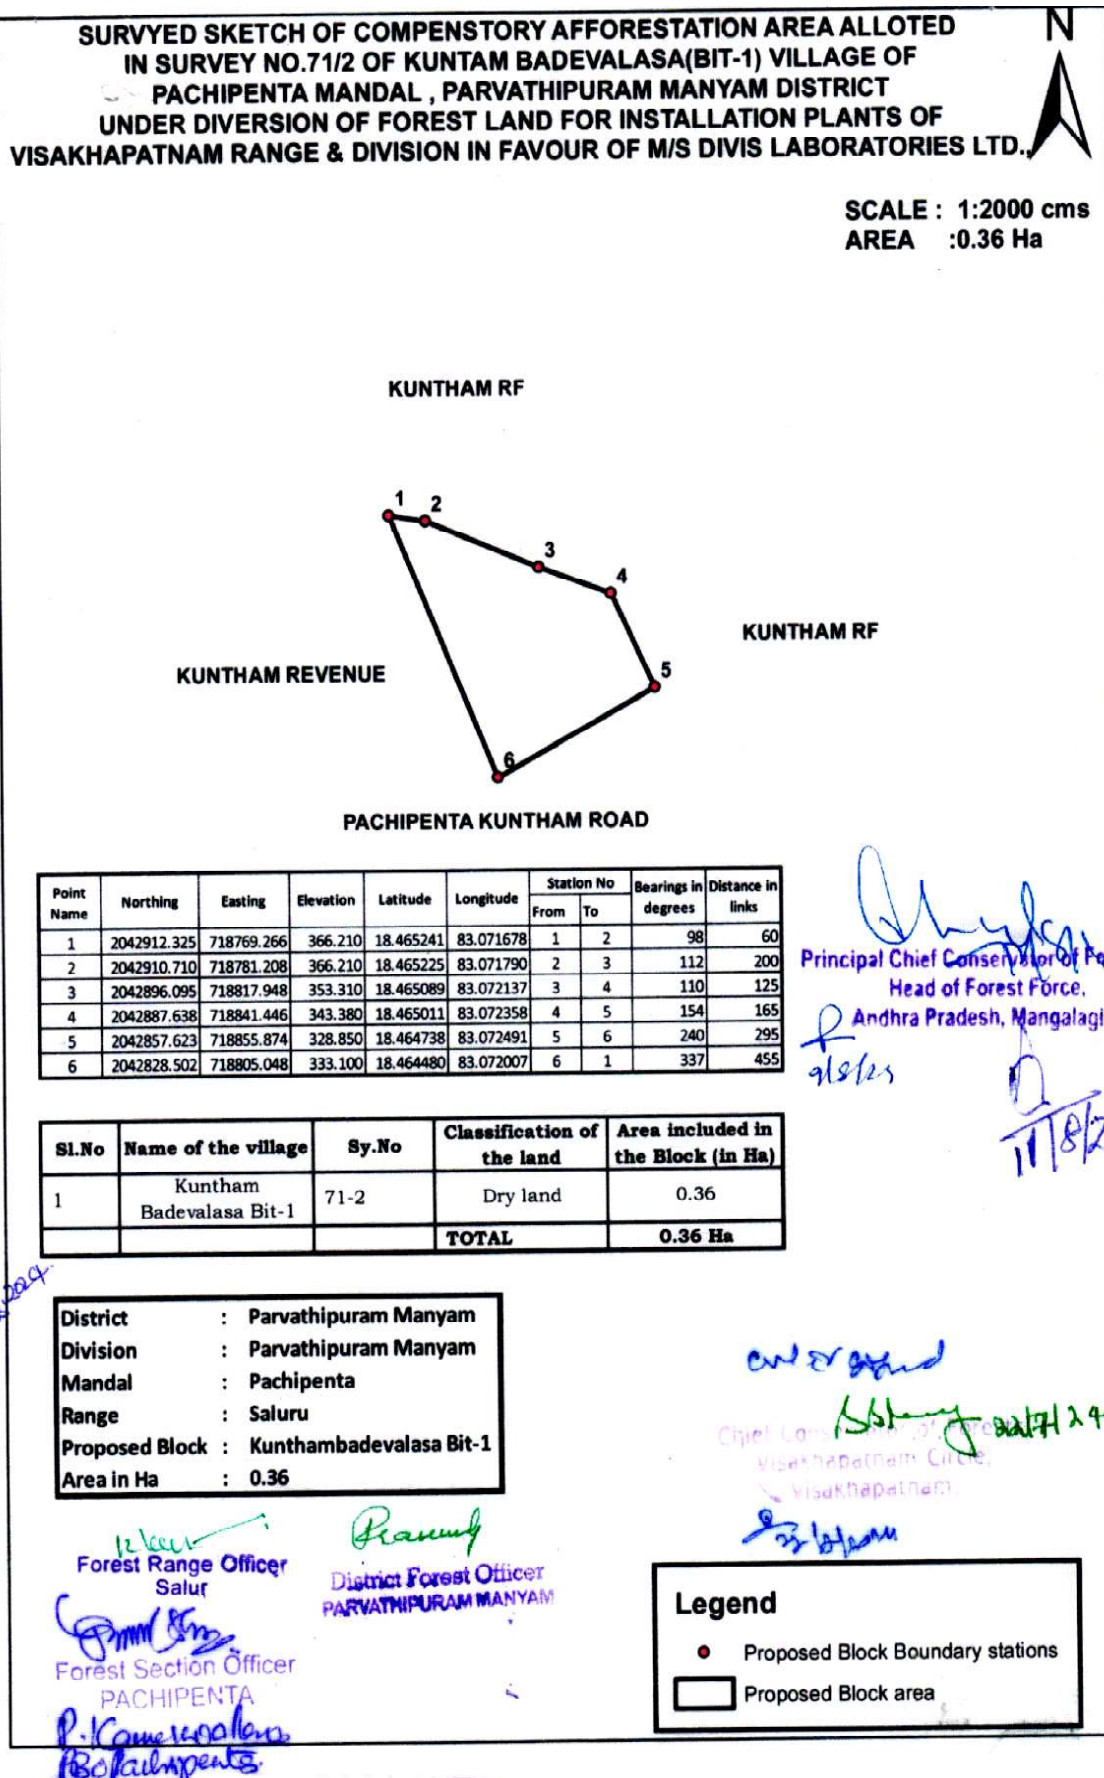 N
SURVYED SKETCH OF COMPENSTORY AFFORESTATION AREA ALLOTED
IN SURVEY NO.71/2 OF KUNTAM BADEVALASA(BIT-1) VILLAGE OF
PACHIPENTA MANDAL , PARVATHIPURAM MANYAM DISTRICT
UNDER DIVERSION OF FOREST LAND FOR INSTALLATION PLANTS OF
VISAKHAPATNAM RANGE & DIVISION IN FAVOUR OF M/S DIVIS LABORATORIES LTD.,
SCALE : 1:2000 cms
AREA :0.36 Ha
KUNTHAM RF
1
2
3
4
KUNTHAM RF
KUNTHAM REVENUE
5
6
PACHIPENTA KUNTHAM ROAD
Point Name Northing Easting Elevation Latitude Longitude Station No From To Bearings in degrees Distance in links
1 2042912.325 718769.266 366.210 18.465241 83.071678 1 2 98 60
2 2042910.710 718781.208 366.210 18.465225 83.071790 2 3 112 200
3 2042896.095 718817.948 353.310 18.465089 83.072137 3 4 110 125
4 2042887.638 718841.446 343.380 18.465011 83.072358 4 5 154 165
5 2042857.623 718855.874 328.850 18.464738 83.072491 5 6 240 295
6 2042828.502 718805.048 333.100 18.464480 83.072007 6 1 337 455
Principal Chief Conservator of
Head of Forest Force,
Andhra Pradesh, Mangalagi
Sl.No Name of the village Sy.No Classification of the land Area included in the Block (in Ha)
1 Kuntham Badevalasa Bit-1 71-2 Dry land 0.36
TOTAL 0.36 Ha
District : Parvathipuram Manyam
Division : Parvathipuram Manyam
Mandal : Pachipenta
Range : Saluru
Proposed Block : Kunthambadevalasa Bit-1
Area in Ha : 0.36
22/7/24
Chief Conservator of Forests
Visakhapatnam Circle,
Visakhapatnam.
Forest Range Officer
Salur
District Forest Officer
PARVATHIPURAM MANYAM
Forest Section Officer
PACHIPENTA
Legend
Proposed Block Boundary stations
Proposed Block area